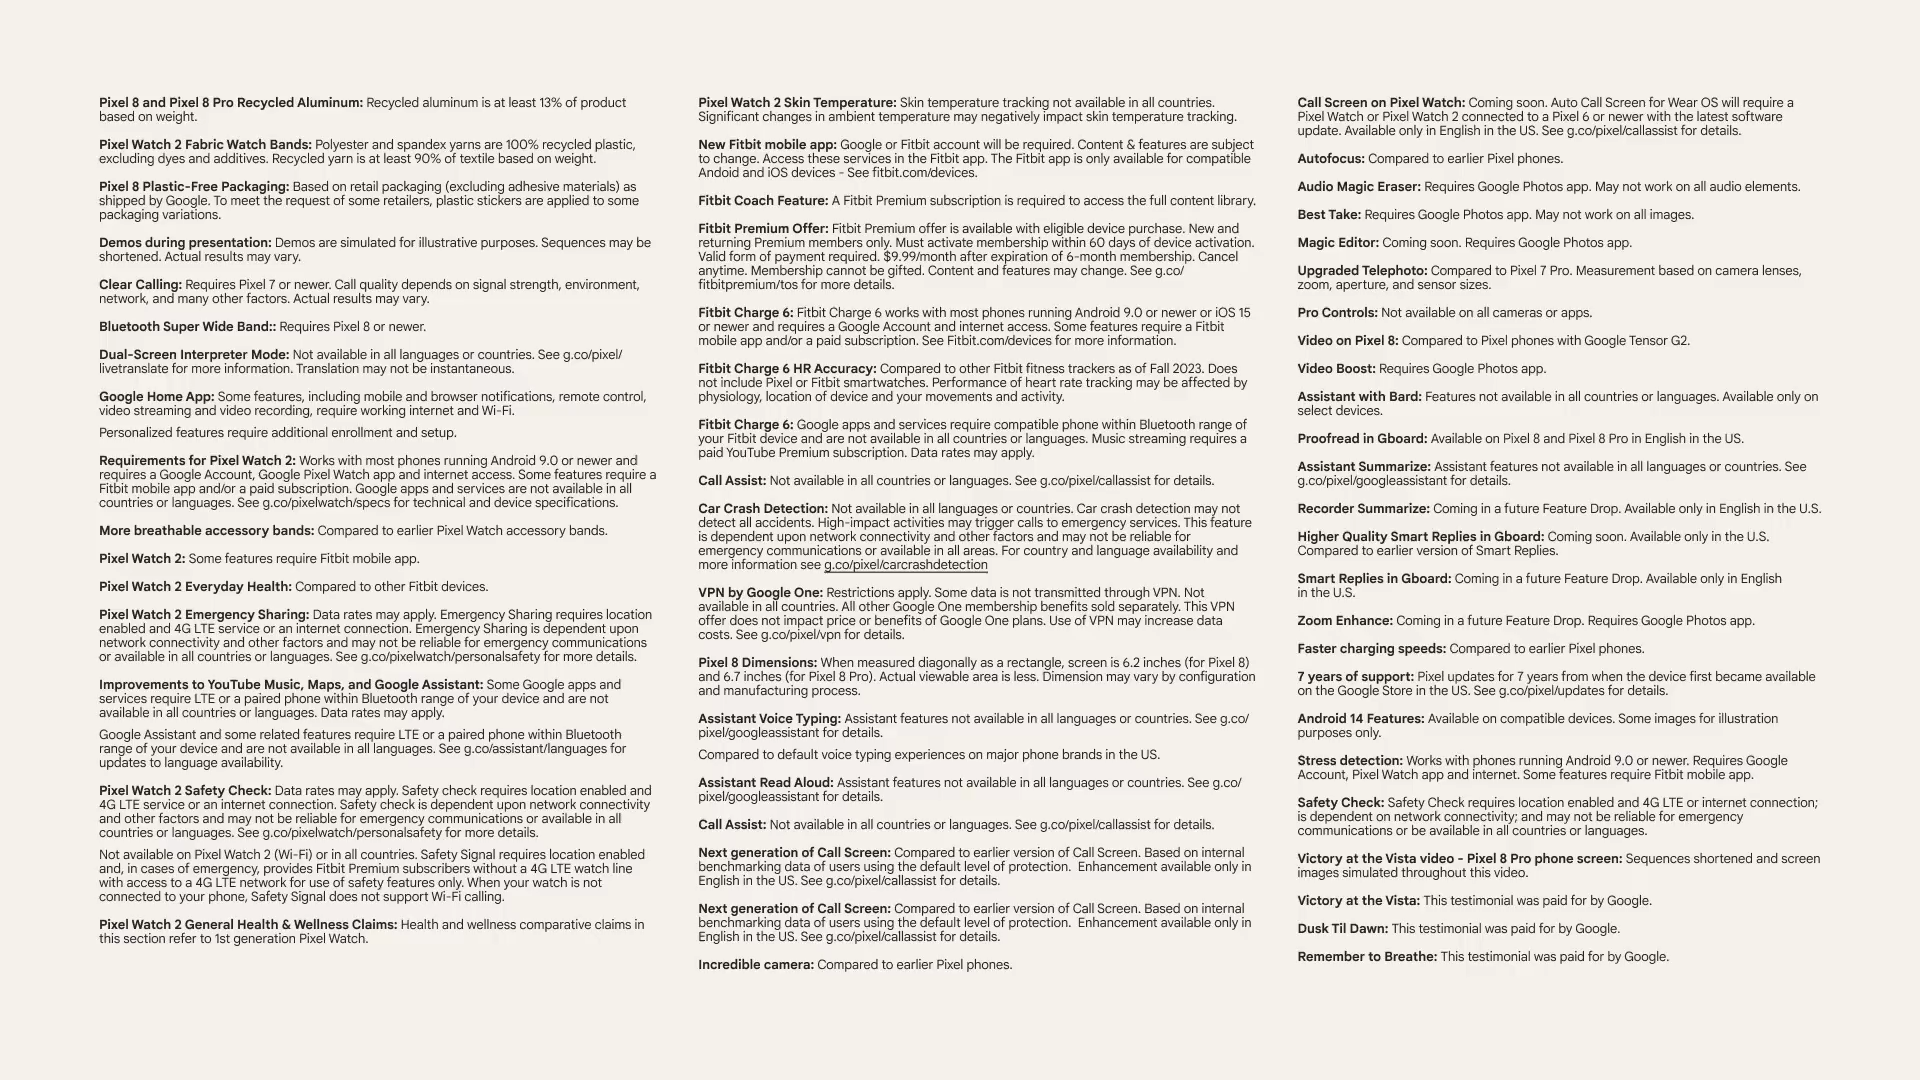 Pixel 8 and Pixel 8 Pro Recycled Aluminum: Recycled aluminum is at least 13% of product
based on weight.
Pixel Watch 2 Fabric Watch Bands: Polyester and spandex yarns are 100% recycled plastic,
excluding dyes and additives. Recycled yarn is at least 90% of textile based on weight.
Pixel 8 Plastic-Free Packaging: Based on retail packaging (excluding adhesive materials) as
shipped by Google. To meet the request of some retailers, plastic stickers are applied to some
packaging variations.
Demos during presentation: Demos are simulated for illustrative purposes. Sequences may be
shortened. Actual results may vary.
Clear Calling: Requires Pixel 7 or newer. Call quality depends on signal strength, environment,
network, and many other factors. Actual results may vary.
Bluetooth Super Wide Band:: Requires Pixel 8 or newer.
Dual-Screen Interpreter Mode: Not available in all languages or countries. See g.co/pixel/
livetranslate for more information. Translation may not be instantaneous.
Google Home App: Some features, including mobile and browser notifications, remote control,
video streaming and video recording, require working internet and Wi-Fi.
Personalized features require additional enrollment and setup.
Requirements for Pixel Watch 2: Works with most phones running Android 9.0 or newer and
requires a Google Account, Google Pixel Watch app and internet access. Some features require a
Fitbit mobile app and/or a paid subscription. Google apps and services are not available in all
countries or languages. See g.co/pixelwatch/specs for technical and device specifications.
More breathable accessory bands: Compared to earlier Pixel Watch accessory bands.
Pixel Watch 2: Some features require Fitbit mobile app.
Pixel Watch 2 Everyday Health: Compared to other Fitbit devices.
Pixel Watch 2 Emergency Sharing: Data rates may apply. Emergency Sharing requires location
enabled and 4G LTE service or an internet connection. Emergency Sharing is dependent upon
network connectivity and other factors and may not be reliable for emergency communications
or available in all countries or languages. See g.co/pixelwatch/personalsafety for more details.
Improvements to YouTube Music, Maps, and Google Assistant: Some Google apps and
services require LTE or a paired phone within Bluetooth range of your device and are not
available in all countries or languages. Data rates may apply.
Google Assistant and some related features require LTE or a paired phone within Bluetooth
range of your device and are not available in all languages. See g.co/assistant/languages for
updates to language availability.
Pixel Watch 2 Safety Check: Data rates may apply. Safety check requires location enabled and
4G LTE service or an internet connection. Safety check is dependent upon network connectivity
and other factors and may not be reliable for emergency communications or available in all
countries or languages. See g.co/pixelwatch/personalsafety for more details.
Not available on Pixel Watch 2 (Wi-Fi) or in all countries. Safety Signal requires location enabled
and, in cases of emergency, provides Fitbit Premium subscribers without a 4G LTE watch line
with access to a 4G LTE network for use of safety features only. When your watch is not
connected to your phone, Safety Signal does not support Wi-Fi calling.
Pixel Watch 2 General Health & Wellness Claims: Health and wellness comparative claims in
this section refer to 1st generation Pixel Watch.
Pixel Watch 2 Skin Temperature: Skin temperature tracking not available in all countries.
Significant changes in ambient temperature may negatively impact skin temperature tracking.
New Fitbit mobile app: Google or Fitbit account will be required. Content & features are subject
to change. Access these services in the Fitbit app. The Fitbit app is only available for compatible
Andoid and iOS devices - See fitbit.com/devices.
Fitbit Coach Feature: A Fitbit Premium subscription is required to access the full content library.
Fitbit Premium Offer: Fitbit Premium offer is available with eligible device purchase. New and
returning Premium members only. Must activate membership within 60 days of device activation.
Valid form of payment required. $9.99/month after expiration of 6-month membership. Cancel
anytime. Membership cannot be gifted. Content and features may change. See g.co/
fitbitpremium/tos for more details.
Fitbit Charge 6: Fitbit Charge 6 works with most phones running Android 9.0 or newer or iOS 15
or newer and requires a Google Account and internet access. Some features require a Fitbit
mobile app and/or a paid subscription. See Fitbit.com/devices for more information.
Fitbit Charge 6 HR Accuracy: Compared to other Fitbit fitness trackers as of Fall 2023. Does
not include Pixel or Fitbit smartwatches. Performance of heart rate tracking may be affected by
physiology, location of device and your movements and activity.
Fitbit Charge 6: Google apps and services require compatible phone within Bluetooth range of
your Fitbit device and are not available in all countries or languages. Music streaming requires a
paid YouTube Premium subscription. Data rates may apply.
Call Assist: Not available in all countries or languages. See g.co/pixel/callassist for details.
Car Crash Detection: Not available in all languages or countries. Car crash detection may not
detect all accidents. High-impact activities may trigger calls to emergency services. This feature
is dependent upon network connectivity and other factors and may not be reliable for
emergency communications or available in all areas. For country and language availability and
more information see g.co/pixel/carcrashdetection
VPN by Google One: Restrictions apply. Some data is not transmitted through VPN. Not
available in all countries. All other Google One membership benefits sold separately. This VPN
offer does not impact price or benefits of Google One plans. Use of VPN may increase data
costs. See g.co/pixel/vpn for details.
Pixel 8 Dimensions: When measured diagonally as a rectangle, screen is 6.2 inches (for Pixel 8)
and 6.7 inches (for Pixel 8 Pro). Actual viewable area is less. Dimension may vary by configuration
and manufacturing process.
Assistant Voice Typing: Assistant features not available in all languages or countries. See g.co/
pixel/googleassistant for details.
Compared to default voice typing experiences on major phone brands in the US.
Assistant Read Aloud: Assistant features not available in all languages or countries. See g.co/
pixel/googleassistant for details.
Call Assist: Not available in all countries or languages. See g.co/pixel/callassist for details.
Next generation of Call Screen: Compared to earlier version of Call Screen. Based on internal
benchmarking data of users using the default level of protection. Enhancement available only in
English in the US. See g.co/pixel/callassist for details.
Next generation of Call Screen: Compared to earlier version of Call Screen. Based on internal
benchmarking data of users using the default level of protection. Enhancement available only in
English in the US. See g.co/pixel/callassist for details.
Incredible camera: Compared to earlier Pixel phones.
Call Screen on Pixel Watch: Coming soon. Auto Call Screen for Wear OS will require a
Pixel Watch or Pixel Watch 2 connected to a Pixel 6 or newer with the latest software
update. Available only in English in the US. See g.co/pixel/callassist for details.
Autofocus: Compared to earlier Pixel phones.
Audio Magic Eraser: Requires Google Photos app. May not work on all audio elements.
Best Take: Requires Google Photos app. May not work on all images.
Magic Editor: Coming soon. Requires Google Photos app.
Upgraded Telephoto: Compared to Pixel 7 Pro. Measurement based on camera lenses,
zoom, aperture, and sensor sizes.
Pro Controls: Not available on all cameras or apps.
Video on Pixel 8: Compared to Pixel phones with Google Tensor G2.
Video Boost: Requires Google Photos app.
Assistant with Bard: Features not available in all countries or languages. Available only on
select devices.
Proofread in Gboard: Available on Pixel 8 and Pixel 8 Pro in English in the US.
Assistant Summarize: Assistant features not available in all languages or countries. See
g.co/pixel/googleassistant for details.
Recorder Summarize: Coming in a future Feature Drop. Available only in English in the U.S.
Higher Quality Smart Replies in Gboard: Coming soon. Available only in the U.S.
Compared to earlier version of Smart Replies.
Smart Replies in Gboard: Coming in a future Feature Drop. Available only in English
in the U.S.
Zoom Enhance: Coming in a future Feature Drop. Requires Google Photos app.
Faster charging speeds: Compared to earlier Pixel phones.
7 years of support: Pixel updates for 7 years from when the device first became available
on the Google Store in the US. See g.co/pixel/updates for details.
Android 14 Features: Available on compatible devices. Some images for illustration
purposes only.
Stress detection: Works with phones running Android 9.0 or newer. Requires Google
Account, Pixel Watch app and internet. Some features require Fitbit mobile app.
Safety Check: Safety Check requires location enabled and 4G LTE or internet connection;
is dependent on network connectivity; and may not be reliable for emergency
communications or be available in all countries or languages.
Victory at the Vista video - Pixel 8 Pro phone screen: Sequences shortened and screen
images simulated throughout this video.
Victory at the Vista: This testimonial was paid for by Google.
Dusk Til Dawn: This testimonial was paid for by Google.
Remember to Breathe: This testimonial was paid for by Google.